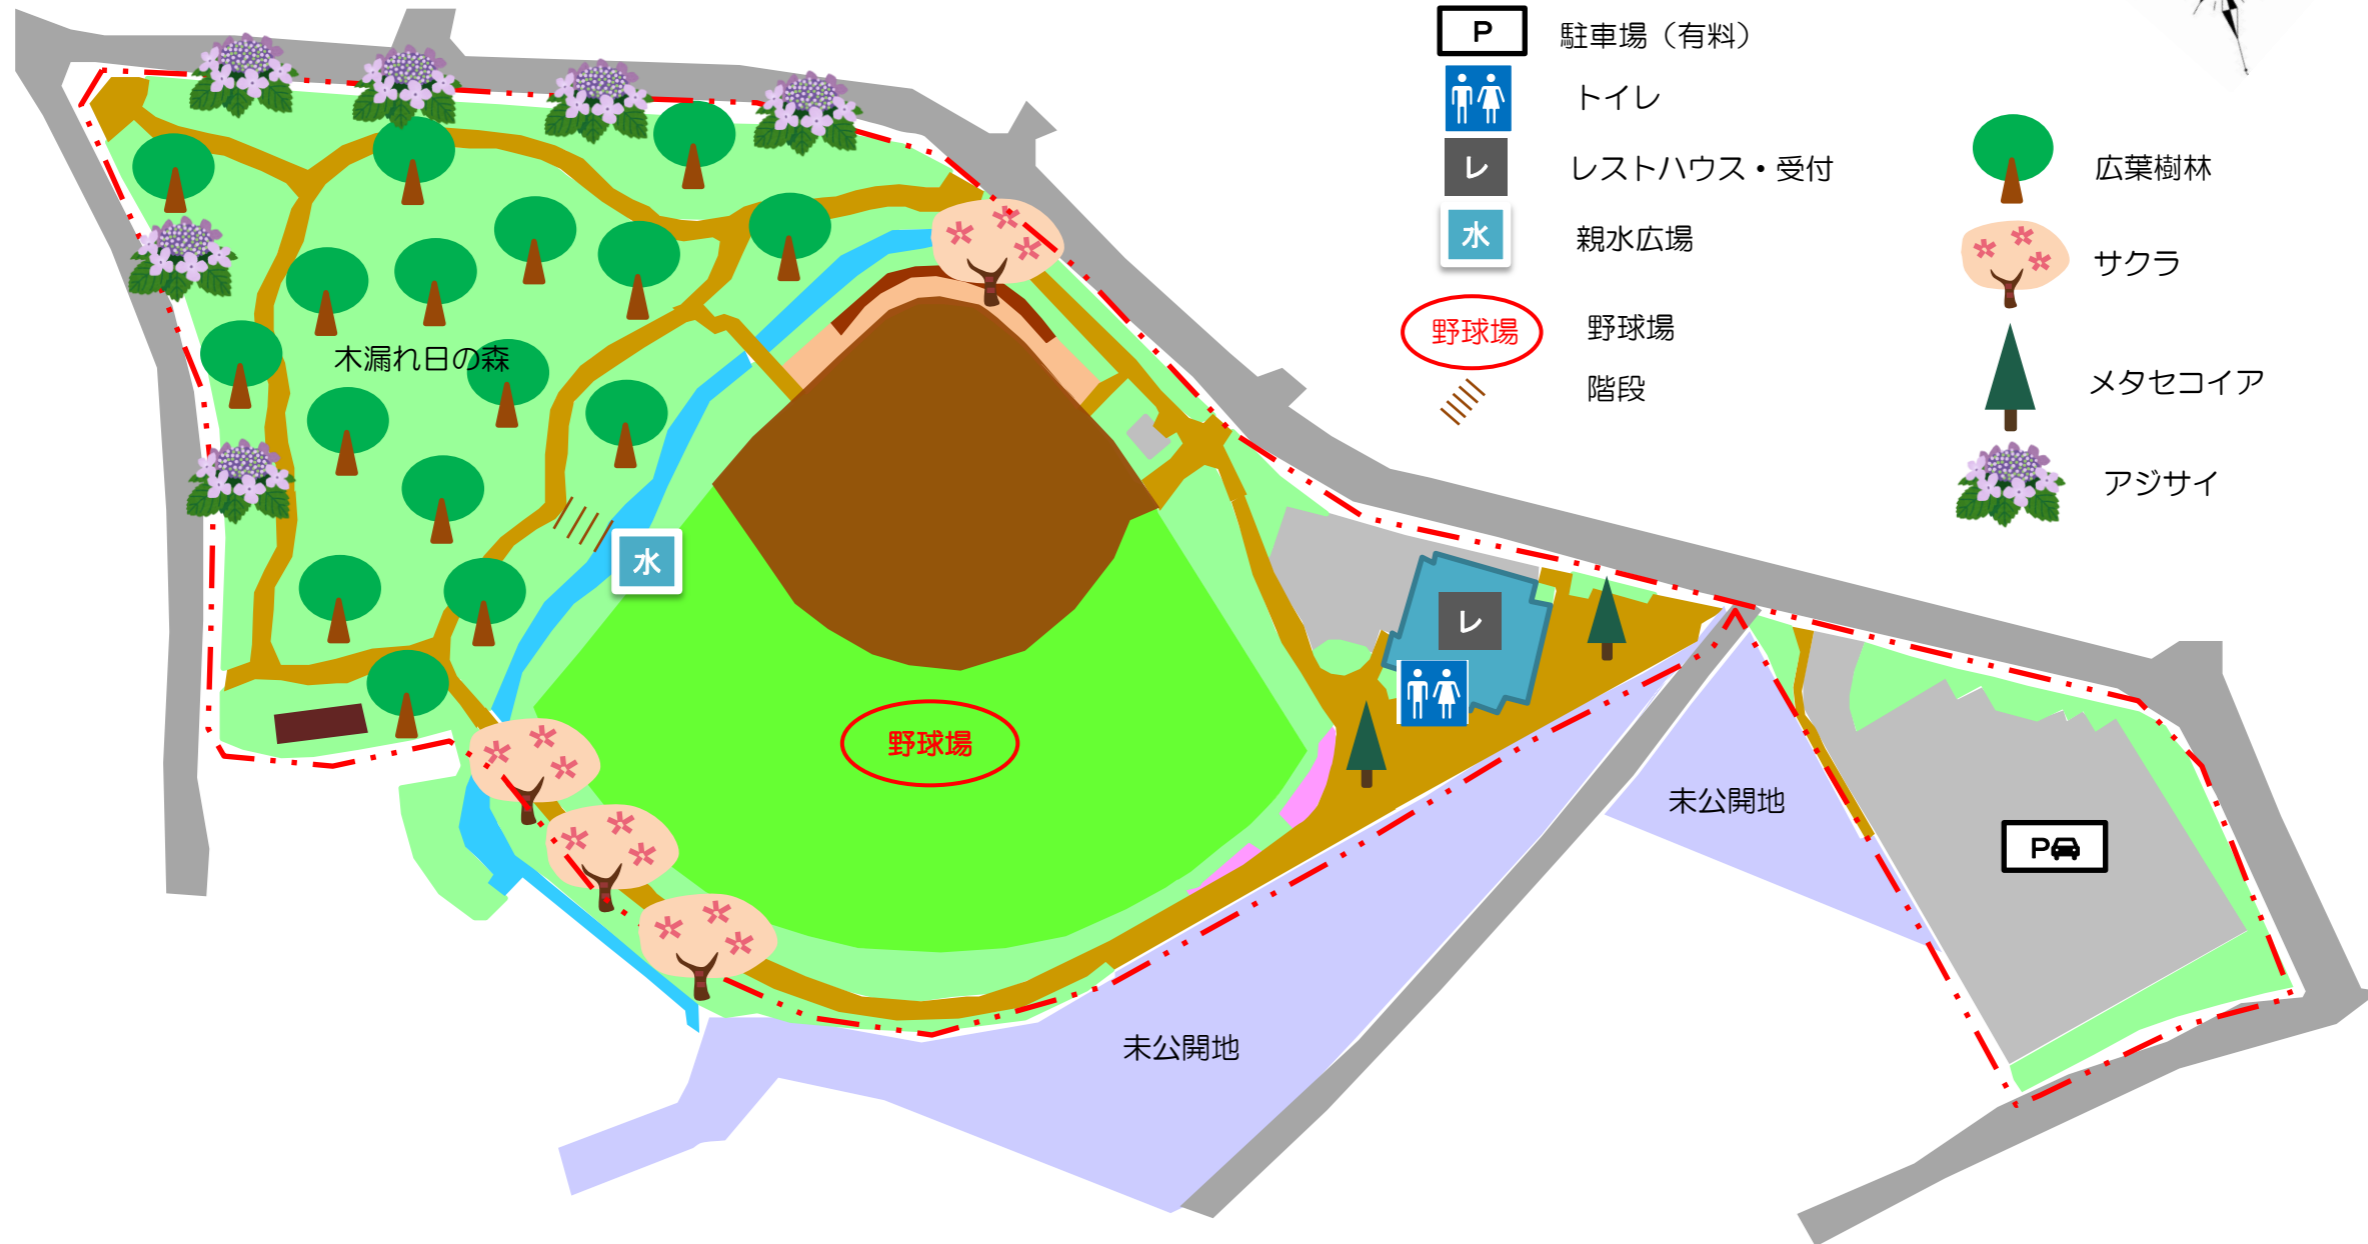 P 駐車場（有料）
トイレ
レ レストハウス・受付
水 親水広場
野球場 野球場
階段
広葉樹林
サクラ
メタセコイア
アジサイ
木漏れ日の森
水
レ
野球場
未公開地
P
未公開地